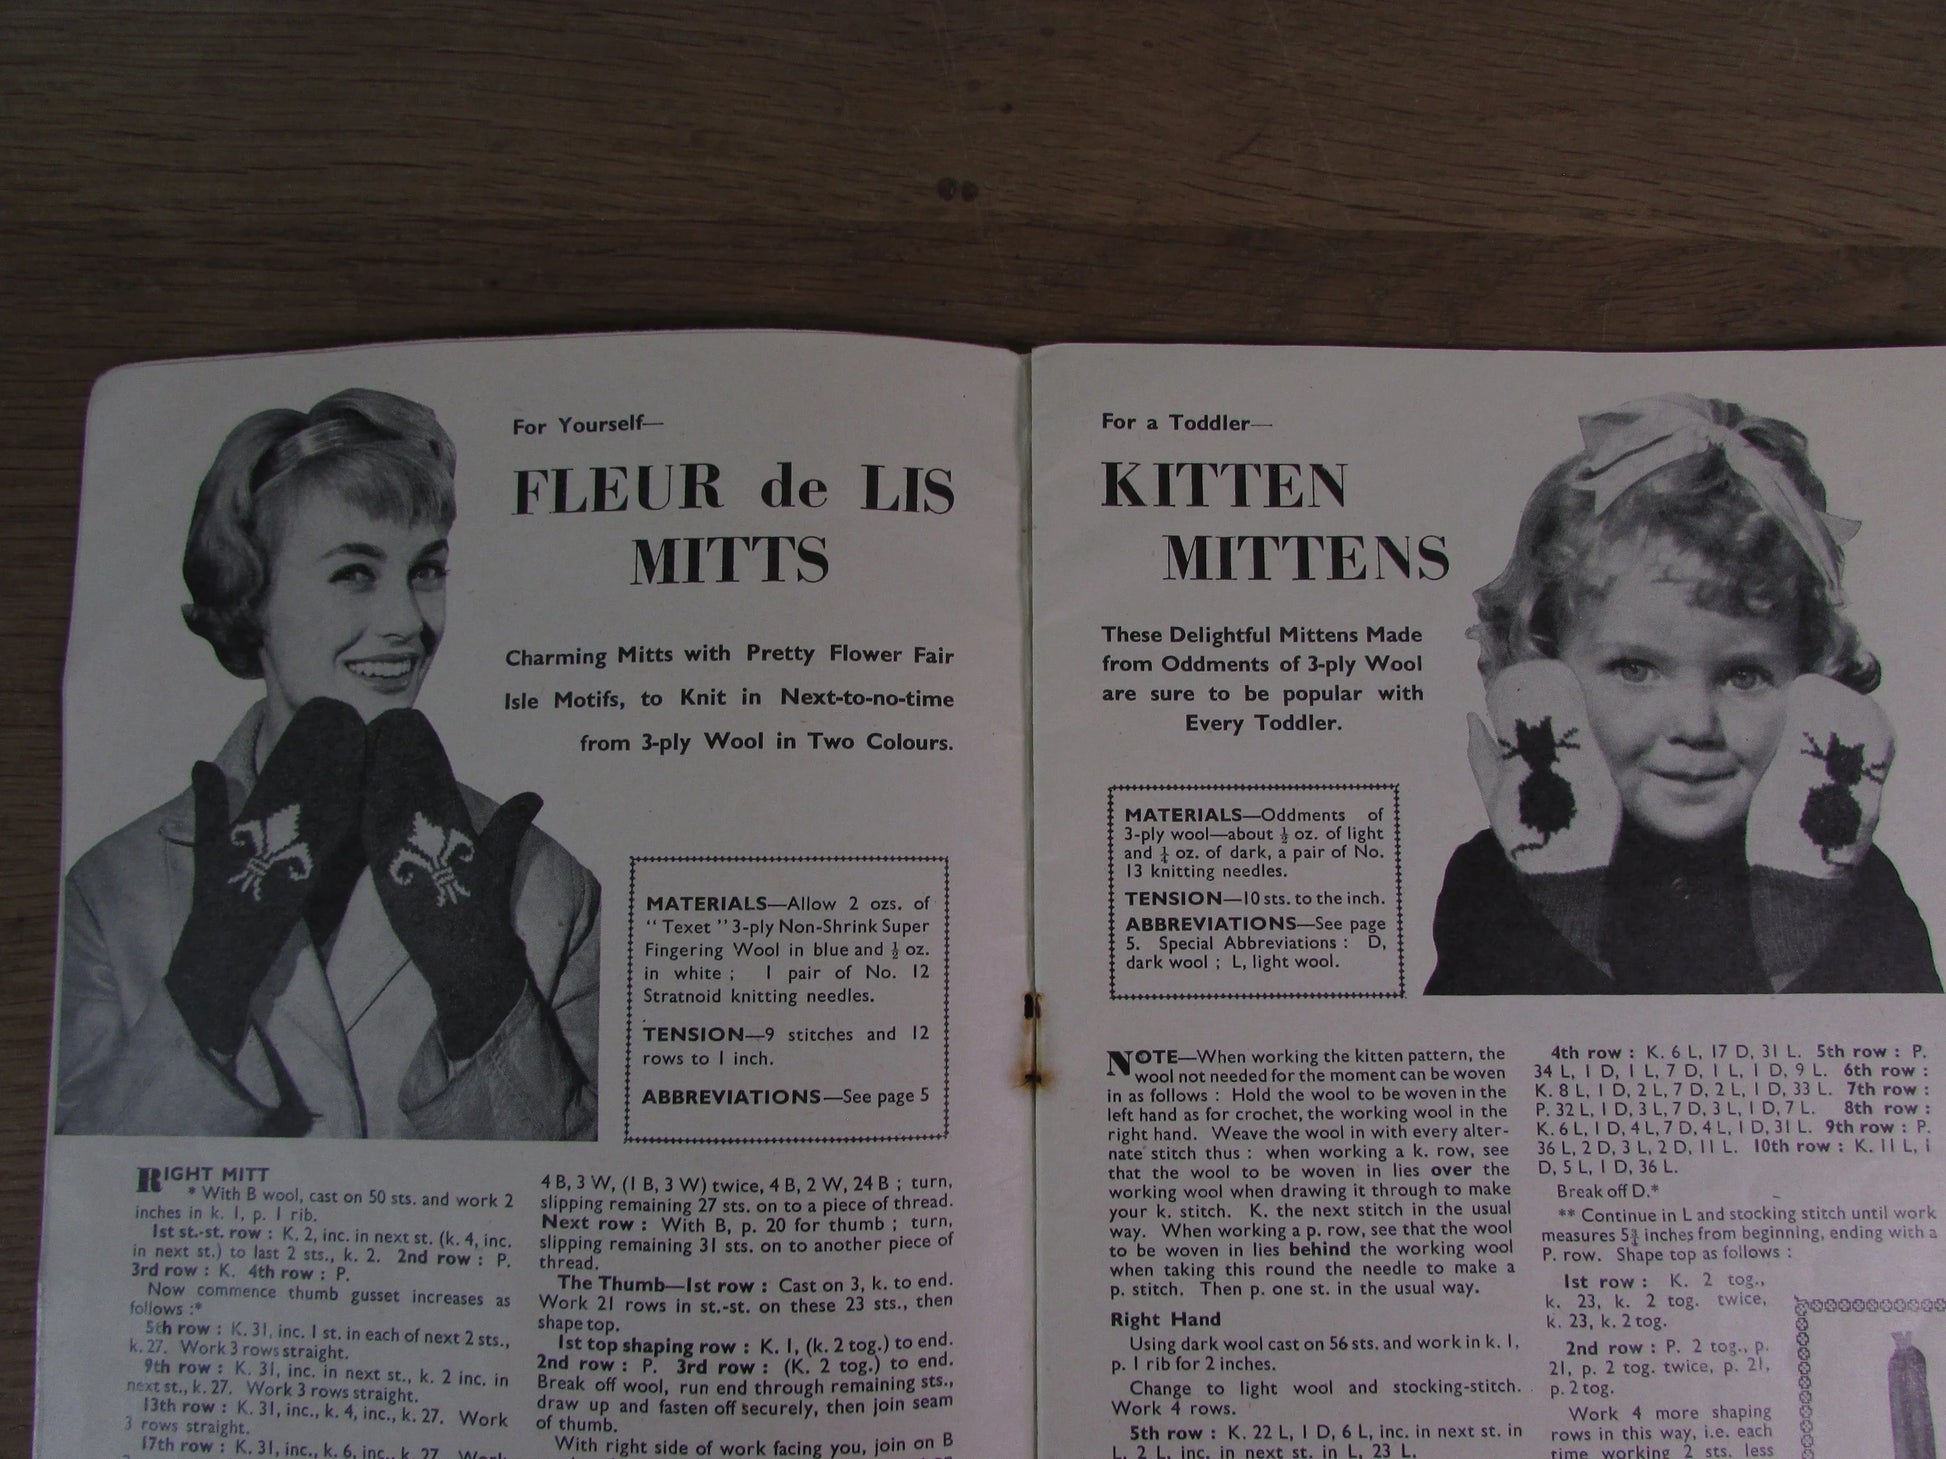 For Yourself—
FLEUR de LIS
MITTS
Charming Mitts with Pretty Flower Fair
Isle Motifs, to Knit in Next-to-no-time
from 3-ply Wool in Two Colours.
MATERIALS—Allow 2 ozs. of
“ Texet ” 3-ply Non-Shrink Super
Fingering Wool in blue and ½ oz.
in white ; 1 pair of No. 12
Stratnoid knitting needles.
TENSION—9 stitches and 12
rows to 1 inch.
ABBREVIATIONS—See page 5
RIGHT MITT
* With B wool, cast on 50 sts. and work 2
inches in k. 1, p. 1 rib.
1st st.-st. row : K. 2, inc. in next st. (k. 4, inc.
in next st.) to last 2 sts., k. 2. 2nd row : P.
3rd row : K. 4th row : P.
Now commence thumb gusset increases as
follows :*
5th row : K. 31, inc. 1 st. in each of next 2 sts.,
k. 27. Work 3 rows straight.
9th row : K. 31, inc. in next st., k. 2 inc. in
next st., k. 27. Work 3 rows straight.
13th row : K. 31, inc., k. 4, inc., k. 27. Work
3 rows straight.
17th row : K. 31, inc., k. 6, inc., k. 27. Work
4 B, 3 W, (1 B, 3 W) twice, 4 B, 2 W, 24 B ; turn,
slipping remaining 27 sts. on to a piece of thread.
Next row : With B, p. 20 for thumb ; turn,
slipping remaining 31 sts. on to another piece of
thread.
The Thumb—1st row : Cast on 3, k. to end.
Work 21 rows in st.-st. on these 23 sts., then
shape top.
1st top shaping row : K. 1, (k. 2 tog.) to end.
2nd row : P. 3rd row : (K. 2 tog.) to end.
Break off wool, run end through remaining sts.,
draw up and fasten off securely, then join seam
of thumb.
With right side of work facing you, join on B
For a Toddler—
KITTEN
MITTENS
These Delightful Mittens Made
from Oddments of 3-ply Wool
are sure to be popular with
Every Toddler.
MATERIALS—Oddments of
3-ply wool—about ½ oz. of light
and ¼ oz. of dark, a pair of No.
13 knitting needles.
TENSION—10 sts. to the inch.
ABBREVIATIONS—See page
5. Special Abbreviations : D,
dark wool ; L, light wool.
NOTE—When working the kitten pattern, the
wool not needed for the moment can be woven
in as follows : Hold the wool to be woven in the
left hand as for crochet, the working wool in the
right hand. Weave the wool in with every alter-
nate stitch thus : when working a k. row, see
that the wool to be woven in lies over the
working wool when drawing it through to make
your k. stitch. K. the next stitch in the usual
way. When working a p. row, see that the wool
to be woven in lies behind the working wool
when taking this round the needle to make a
p. stitch. Then p. one st. in the usual way.
Right Hand
Using dark wool cast on 56 sts. and work in k. 1,
p. 1 rib for 2 inches.
Change to light wool and stocking-stitch.
Work 4 rows.
5th row : K. 22 L, 1 D, 6 L, inc. in next st. in
L, 2 L, inc. in next st. in L, 23 L.
4th row : K. 6 L, 17 D, 31 L. 5th row : P.
34 L, 1 D, 1 L, 7 D, 1 L, 1 D, 9 L. 6th row :
K. 8 L, 1 D, 2 L, 7 D, 2 L, 1 D, 33 L. 7th row :
P. 32 L, 1 D, 3 L, 7 D, 3 L, 1 D, 7 L. 8th row :
K. 6 L, 1 D, 4 L, 7 D, 4 L, 1 D, 31 L. 9th row : P.
36 L, 2 D, 3 L, 2 D, 11 L. 10th row : K. 11 L, 1
D, 5 L, 1 D, 36 L.
Break off D.*
** Continue in L and stocking stitch until work
measures 5¾ inches from beginning, ending with a
P. row. Shape top as follows :
1st row : K. 2 tog.,
k. 23, k. 2 tog. twice,
k. 23, k. 2 tog.
2nd row : P. 2 tog., p.
21, p. 2 tog. twice, p. 21,
p. 2 tog.
Work 4 more shaping
rows in this way, i.e. each
time working 2 sts. less